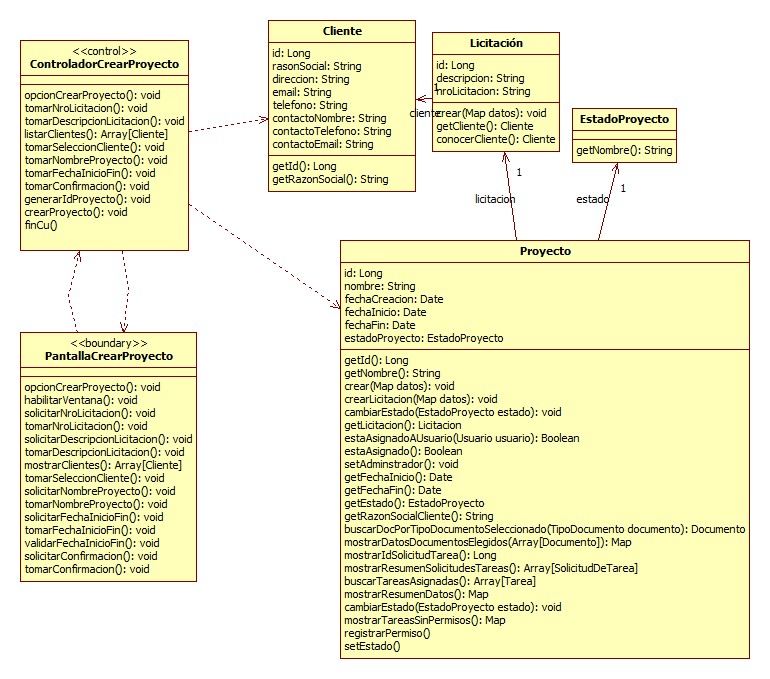 <<control>>
ControladorCrearProyecto
opcionCrearProyecto(): void
tomarNroLicitacion(): void
tomarDescripcionLicitacion(): void
listarClientes(): Array[Cliente]
tomarSeleccionCliente(): void
tomarNombreProyecto(): void
tomarFechaInicioFin(): void
tomarConfirmacion(): void
generarIdProyecto(): void
crearProyecto(): void
finCu()
Cliente
id: Long
rasonSocial: String
direccion: String
email: String
telefono: String
contactoNombre: String
contactoTelefono: String
contactoEmail: String
getId(): Long
getRazonSocial(): String
Licitación
id: Long
descripcion: String
nroLicitacion: String
crear(Map datos): void
getCliente(): Cliente
conocerCliente(): Cliente
1
cliente
EstadoProyecto
getNombre(): String
1
licitacion
1
estado
<<boundary>>
PantallaCrearProyecto
opcionCrearProyecto(): void
habilitarVentana(): void
solicitarNroLicitacion(): void
tomarNroLicitacion(): void
solicitarDescripcionLicitacion(): void
tomarDescripcionLicitacion(): void
mostrarClientes(): Array[Cliente]
tomarSeleccionCliente(): void
solicitarNombreProyecto(): void
tomarNombreProyecto(): void
solicitarFechaInicioFin(): void
tomarFechaInicioFin(): void
validarFechaInicioFin(): void
solicitarConfirmacion(): void
tomarConfirmacion(): void
Proyecto
id: Long
nombre: String
fechaCreacion: Date
fechaInicio: Date
fechaFin: Date
estadoProyecto: EstadoProyecto
getId(): Long
getNombre(): String
crear(Map datos): void
crearLicitacion(Map datos): void
cambiarEstado(EstadoProyecto estado): void
getLicitacion(): Licitacion
estaAsignadoAUsuario(Usuario usuario): Boolean
estaAsignado(): Boolean
setAdminstrador(): void
getFechaInicio(): Date
getFechaFin(): Date
getEstado(): EstadoProyecto
getRazonSocialCliente(): String
buscarDocPorTipoDocumentoSeleccionado(TipoDocumento documento): Documento
mostrarDatosDocumentosElegidos(Array[Documento]): Map
mostrarIdSolicitudTarea(): Long
mostrarResumenSolicitudesTareas(): Array[SolicitudDeTarea]
buscarTareasAsignadas(): Array[Tarea]
mostrarResumenDatos(): Map
cambiarEstado(EstadoProyecto estado): void
mostrarTareasSinPermisos(): Map
registrarPermiso()
setEstado()